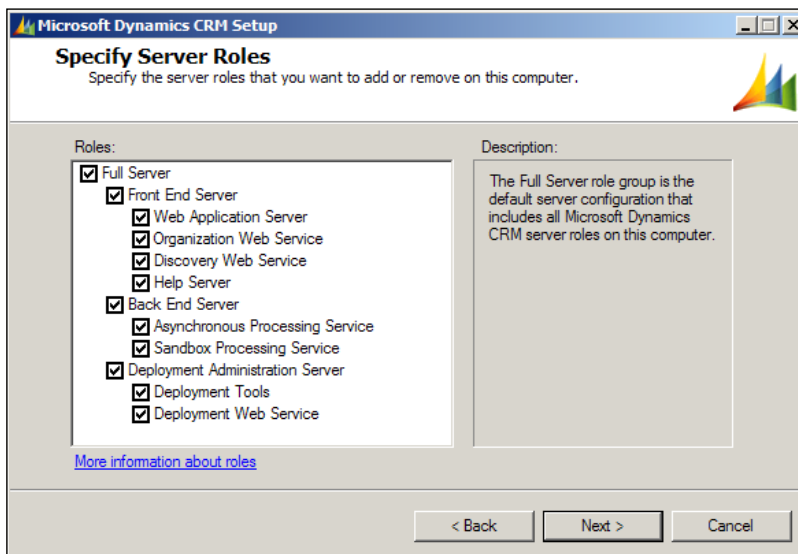 Microsoft Dynamics CRM Setup
Specify Server Roles
Specify the server roles that you want to add or remove on this computer.
Roles:
Full Server
Front End Server
Web Application Server
Organization Web Service
Discovery Web Service
Help Server
Back End Server
Asynchronous Processing Service
Sandbox Processing Service
Deployment Administration Server
Deployment Tools
Deployment Web Service
Description:
The Full Server role group is the
default server configuration that
includes all Microsoft Dynamics
CRM server roles on this computer.
More information about roles
< Back
Next >
Cancel